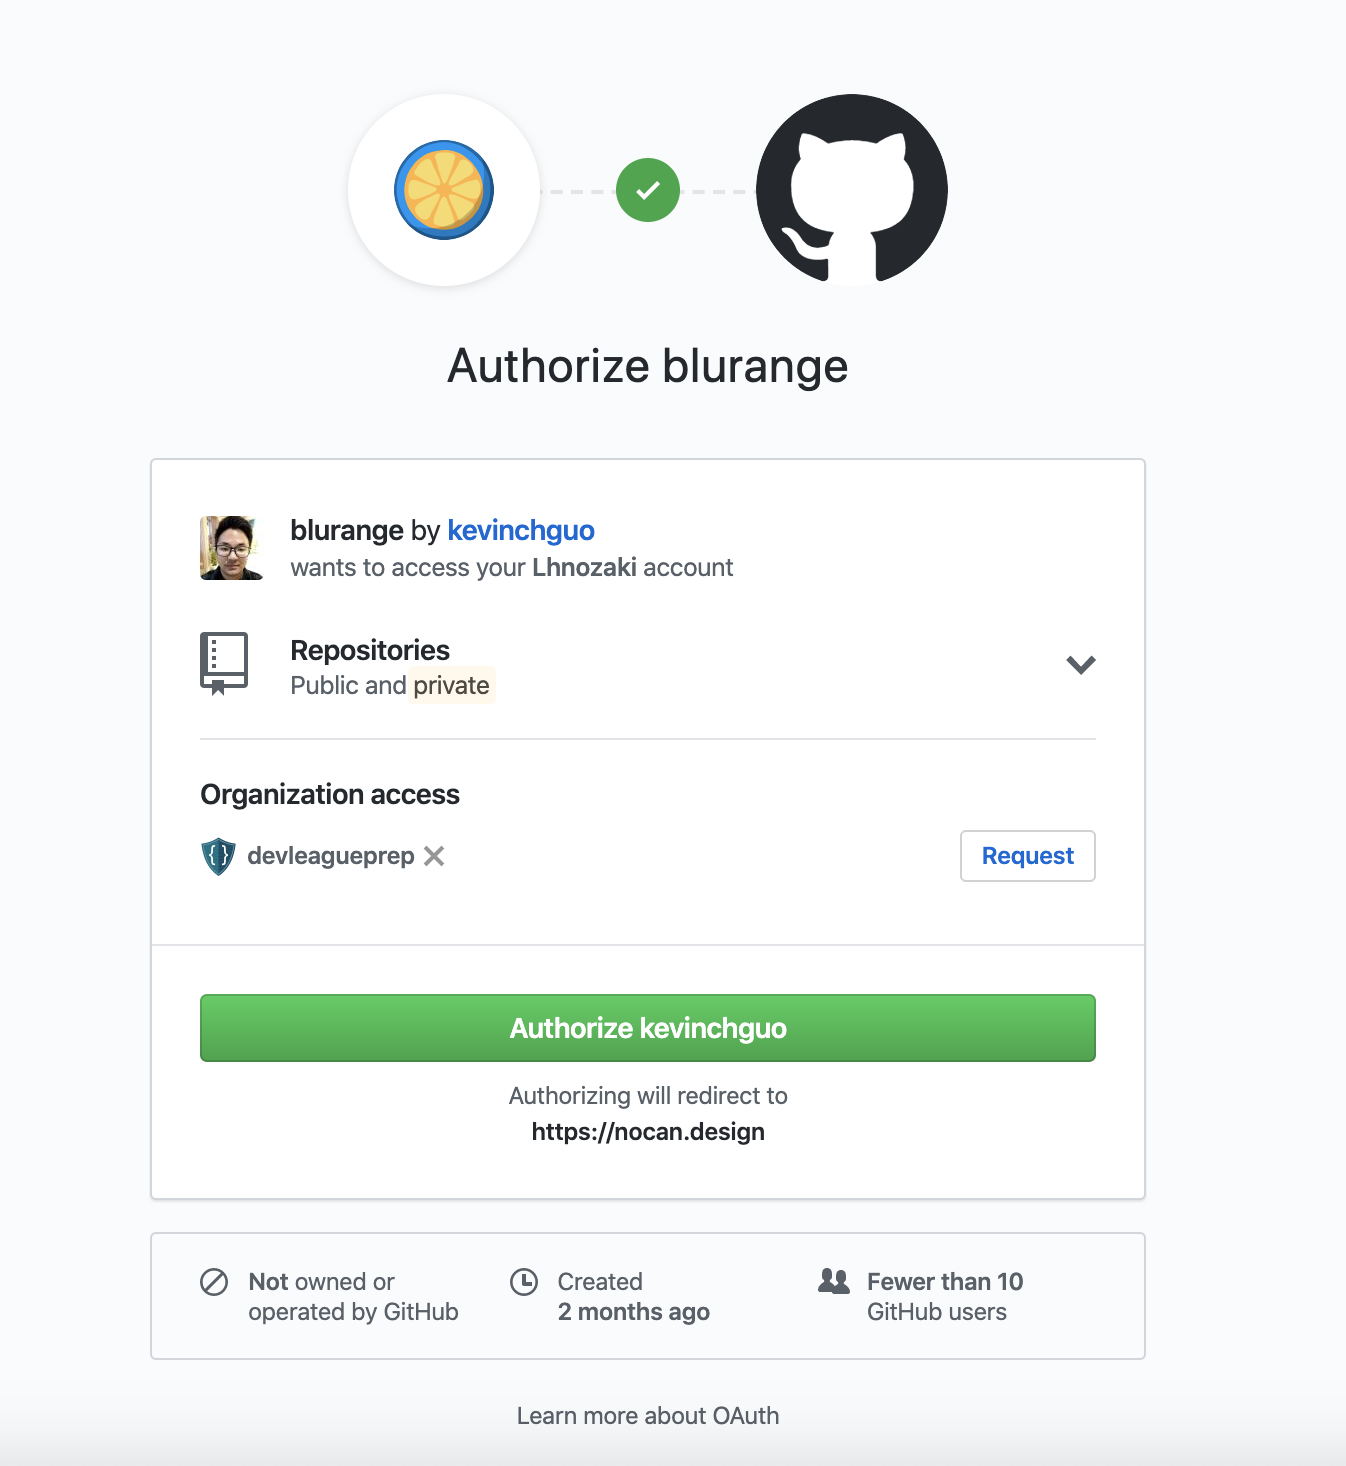 Authorize blurange
blurange by kevinchguo
wants to access your Lhnozaki account
Repositories
Public and private
Organization access
devleagueprep
Request
Authorize kevinchguo
Authorizing will redirect to
https://nocan.design
Not owned or
operated by GitHub
Created
2 months ago
Fewer than 10
GitHub users
Learn more about OAuth